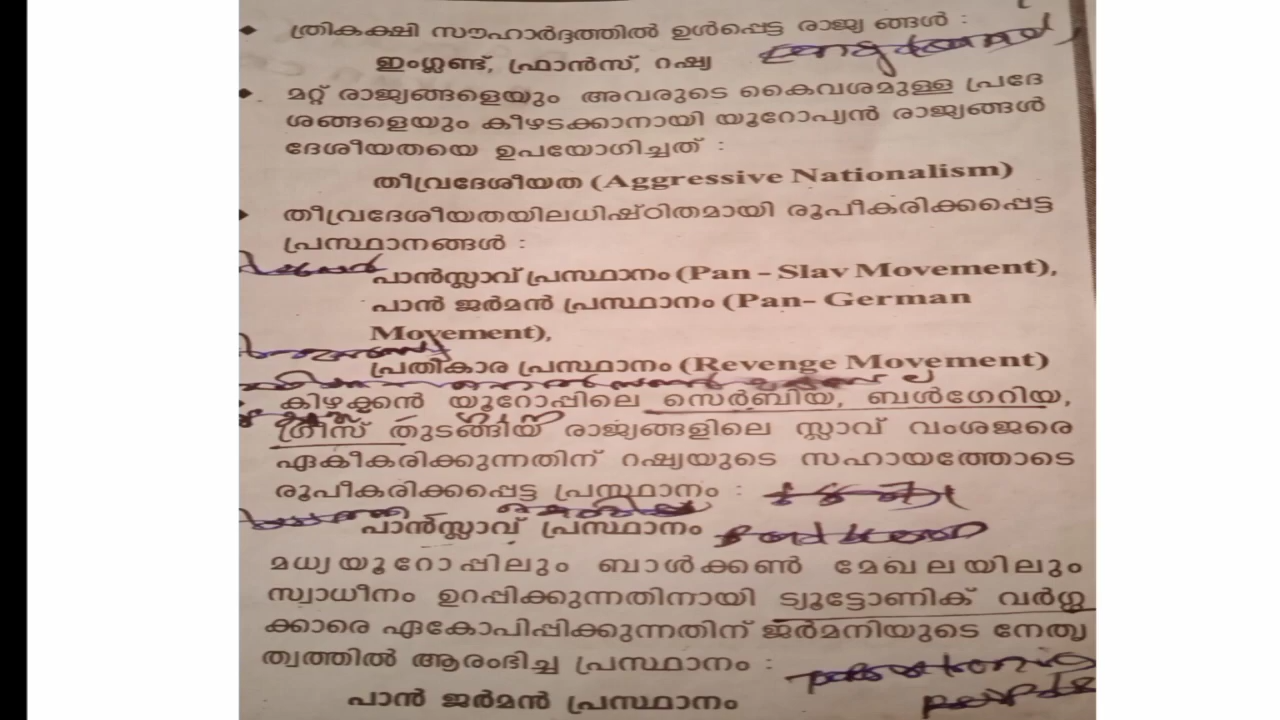 ത്രികക്ഷി സൗഹാർദ്ദത്തിൽ ഉൾപ്പെട്ട രാജ്യ ങ്ങൾ :
ഇംഗ്ലണ്ട്, ഫ്രാൻസ്, റഷ്യ
മറ്റ് രാജ്യങ്ങളെയും അവരുടെ കൈവശമുള്ള പ്രദേ
ശങ്ങളെയും കീഴടക്കാനായി യൂറോപ്യൻ രാജ്യങ്ങൾ
ദേശീയതയെ ഉപയോഗിച്ചത് :
തീവ്രദേശീയത (Aggressive Nationalism)
തീവ്രദേശീയതയിലധിഷ്ഠിതമായി രൂപീകരിക്കപ്പെട്ട
പ്രസ്ഥാനങ്ങൾ :
പാൻസ്ലാവ് പ്രസ്ഥാനം (Pan - Slav Movement),
പാൻ ജർമൻ പ്രസ്ഥാനം (Pan- German
Movement),
പ്രതികാര പ്രസ്ഥാനം (Revenge Movement)
കിഴക്കൻ യൂറോപ്പിലെ സെർബിയ, ബൾഗേറിയ,
ഗ്രീസ് തുടങ്ങിയ രാജ്യങ്ങളിലെ സ്ലാവ് വംശജരെ
ഏകീകരിക്കുന്നതിന് റഷ്യയുടെ സഹായത്തോടെ
രൂപീകരിക്കപ്പെട്ട പ്രസ്ഥാനം :
പാൻസ്ലാവ് പ്രസ്ഥാനം
മധ്യയൂറോപ്പിലും ബാൾക്കൺ മേഖലയിലും
സ്വാധീനം ഉറപ്പിക്കുന്നതിനായി ട്യൂട്ടോണിക് വർഗ്ഗ
ക്കാരെ ഏകോപിപ്പിക്കുന്നതിന് ജർമനിയുടെ നേതൃ
ത്വത്തിൽ ആരംഭിച്ച പ്രസ്ഥാനം :
പാൻ ജർമൻ പ്രസ്ഥാനം